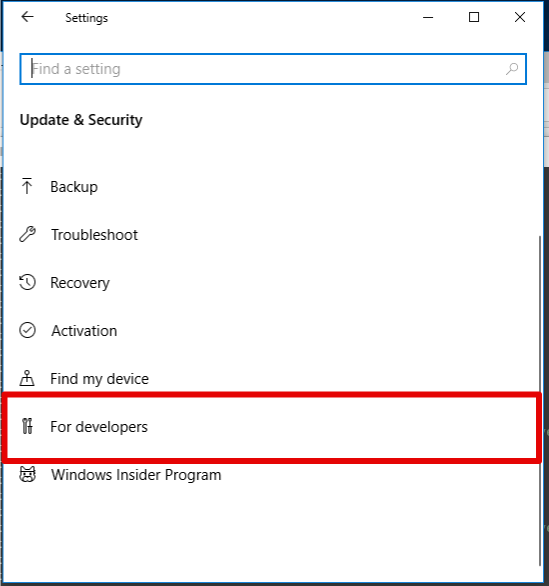 Settings
Find a setting
Update & Security
Backup
Troubleshoot
Recovery
Activation
Find my device
For developers
Windows Insider Program